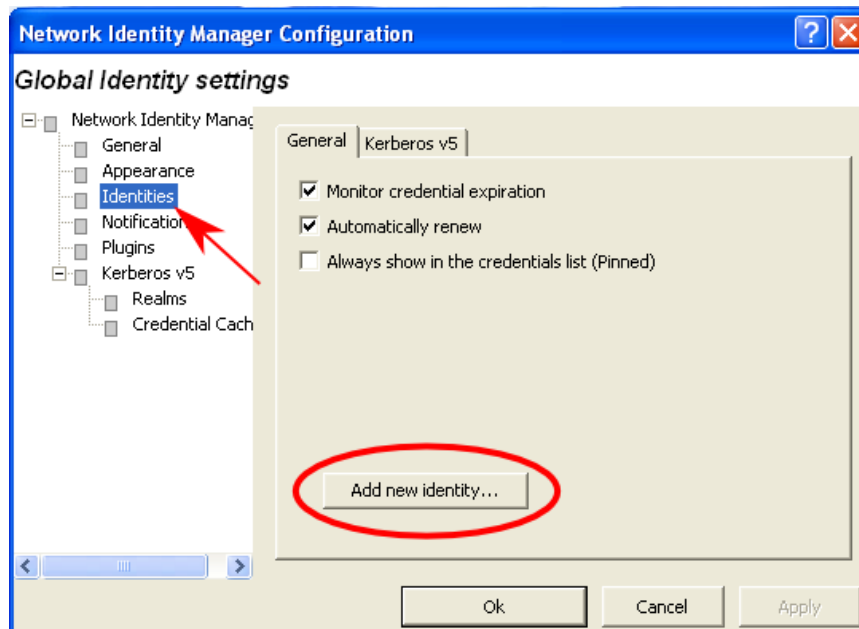 Network Identity Manager Configuration
Global Identity settings
Network Identity Manag
General
Appearance
Identities
Notification
Plugins
Kerberos v5
Realms
Credential Cach
General
Kerberos v5
Monitor credential expiration
Automatically renew
Always show in the credentials list (Pinned)
Add new identity...
Ok
Cancel
Apply